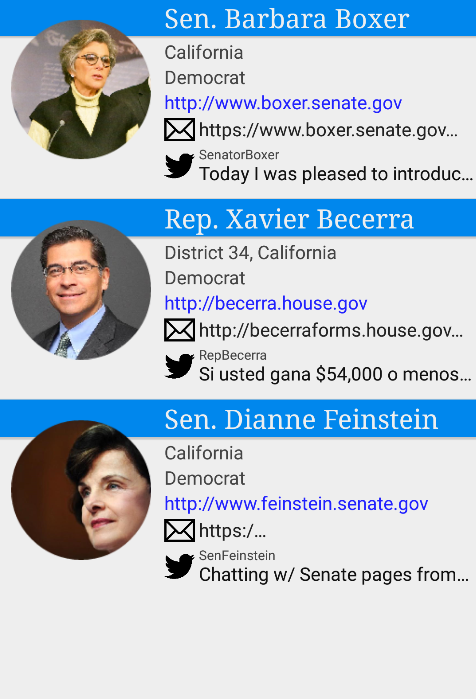 Sen. Barbara Boxer
California
Democrat
http://www.boxer.senate.gov
https://www.boxer.senate.gov...
SenatorBoxer
Today I was pleased to introduc...
Rep. Xavier Becerra
District 34, California
Democrat
http://becerra.house.gov
http://becerraforms.house.gov...
RepBecerra
Si usted gana $54,000 o menos...
Sen. Dianne Feinstein
California
Democrat
http://www.feinstein.senate.gov
https:/...
SenFeinstein
Chatting w/ Senate pages from...